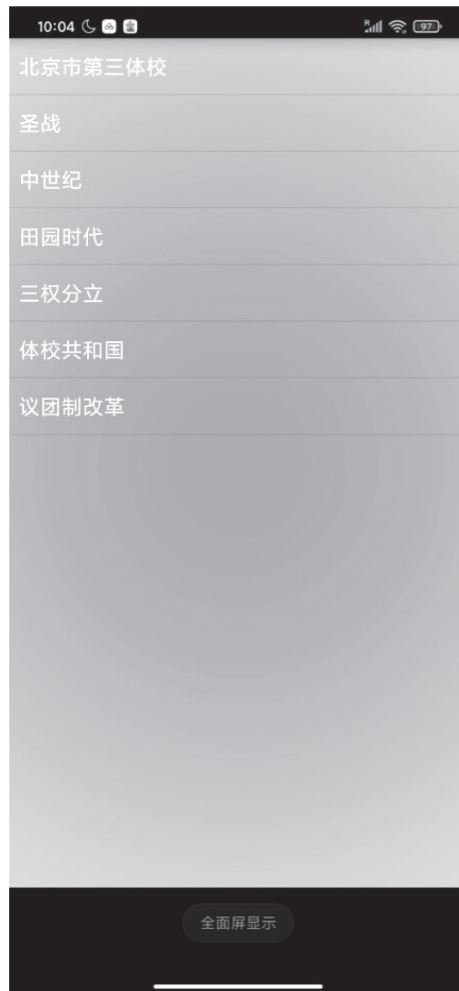 10:04
97
北京市第三体校
圣战
中世纪
田园时代
三权分立
体校共和国
议团制改革
全面屏显示